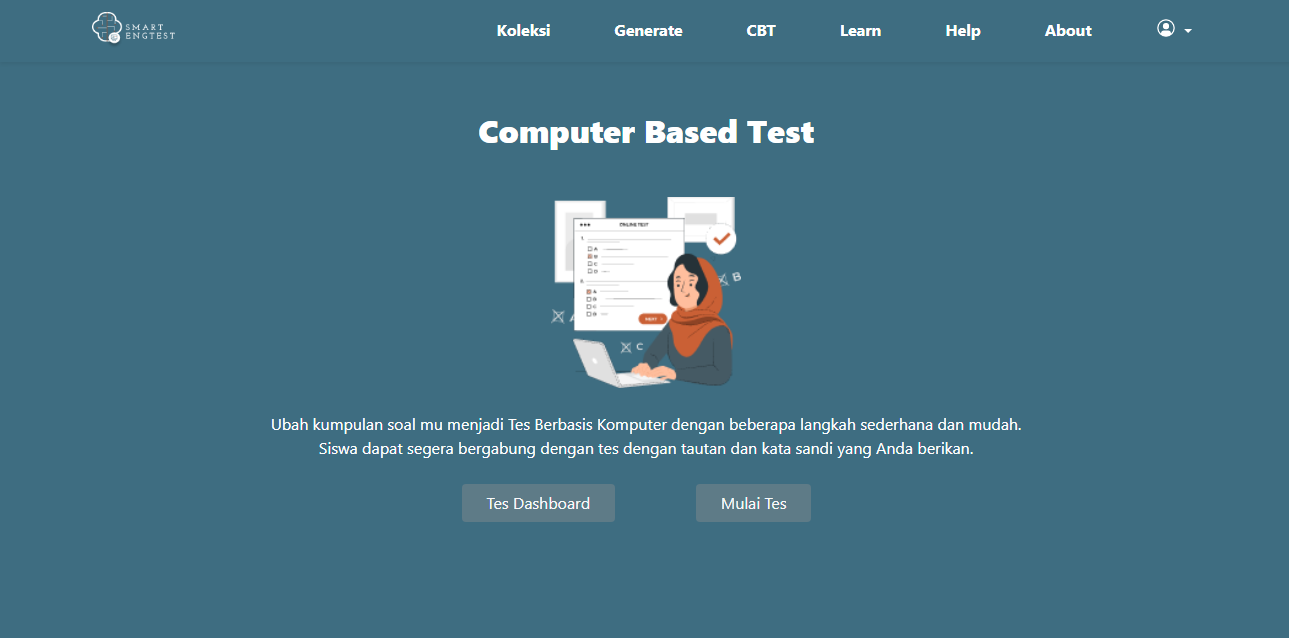 SMART
ENGTEST
Koleksi
Generate
CBT
Learn
Help
About
Computer Based Test
ONLINE TEST
1.
A
B
C
D
A
B
C
D
NEXT
B
A
C
Ubah kumpulan soal mu menjadi Tes Berbasis Komputer dengan beberapa langkah sederhana dan mudah.
Siswa dapat segera bergabung dengan tes dengan tautan dan kata sandi yang Anda berikan.
Tes Dashboard
Mulai Tes